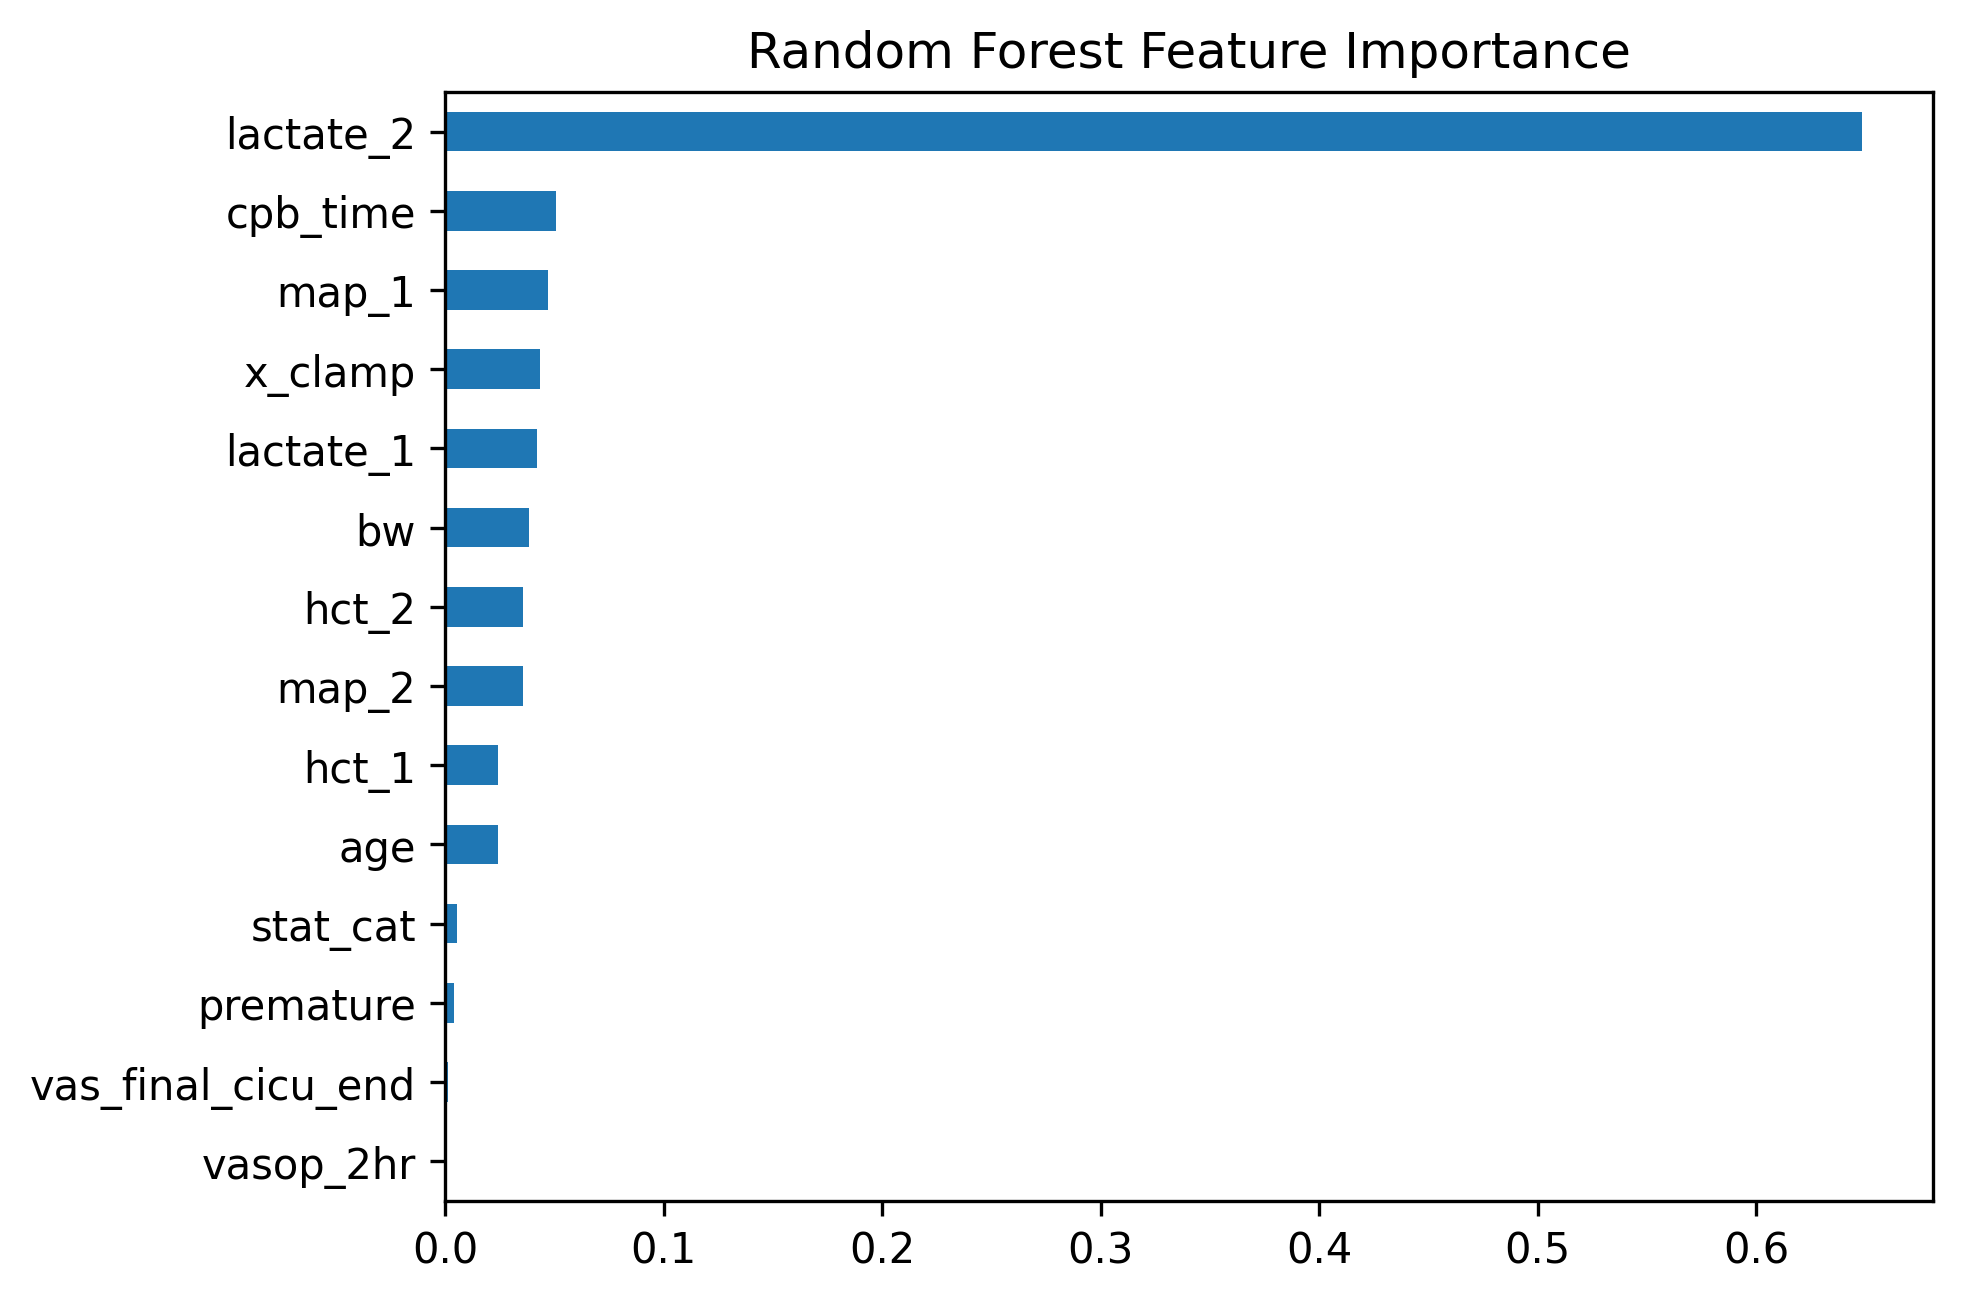 Random Forest Feature Importance
lactate_2
cpb_time
map_1
x_clamp
lactate_1
bw
hct_2
map_2
hct_1
age
stat_cat
premature
vas_final_cicu_end
vasop_2hr
0.0 0.1 0.2 0.3 0.4 0.5 0.6